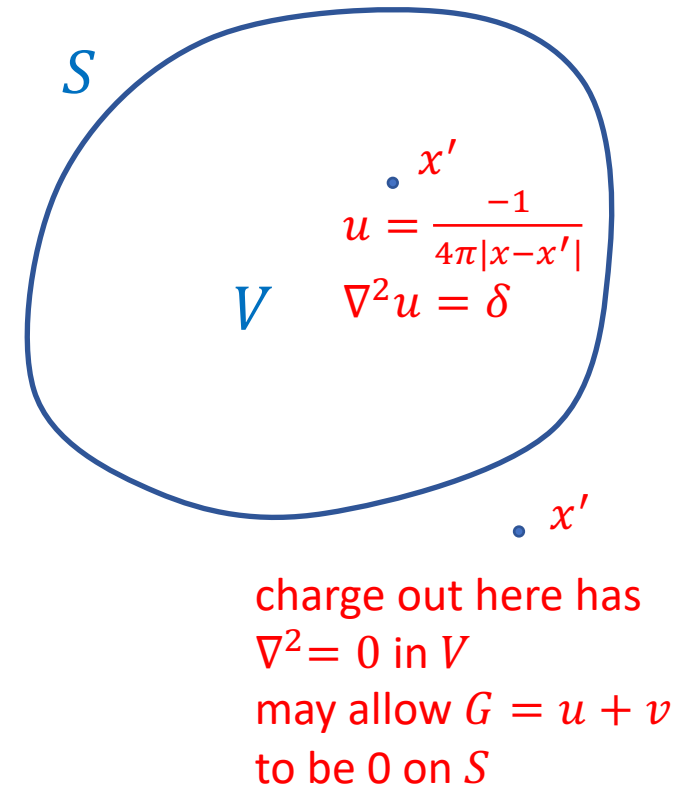 S
x′
u = −1 / 4π|x−x′|
V ∇²u = δ
x′
charge out here has
∇²= 0 in V
may allow G = u + v
to be 0 on S